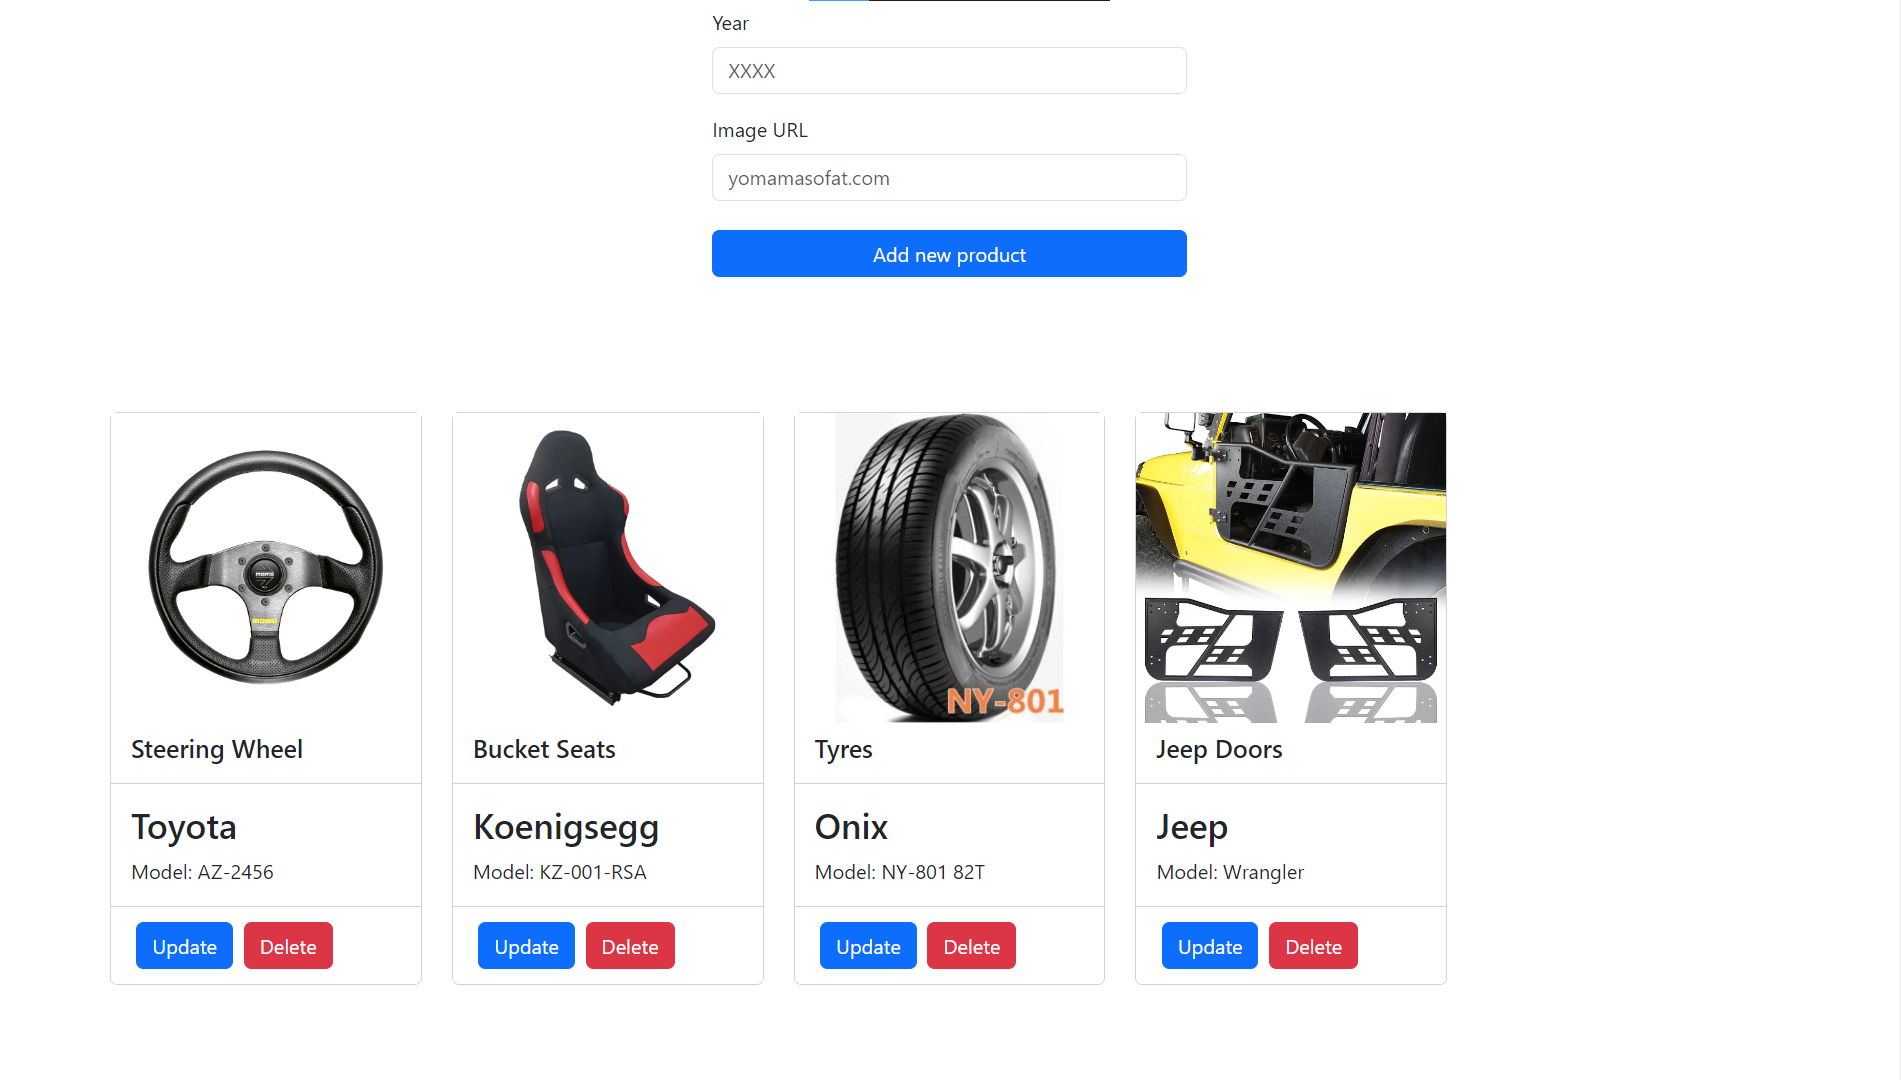 Year
XXXX
Image URL
yomamasofat.com
Add new product
MOMO
MOMO
NY-801
Steering Wheel
Bucket Seats
Tyres
Jeep Doors
Toyota
Koenigsegg
Onix
Jeep
Model: AZ-2456
Model: KZ-001-RSA
Model: NY-801 82T
Model: Wrangler
Update
Delete
Update
Delete
Update
Delete
Update
Delete